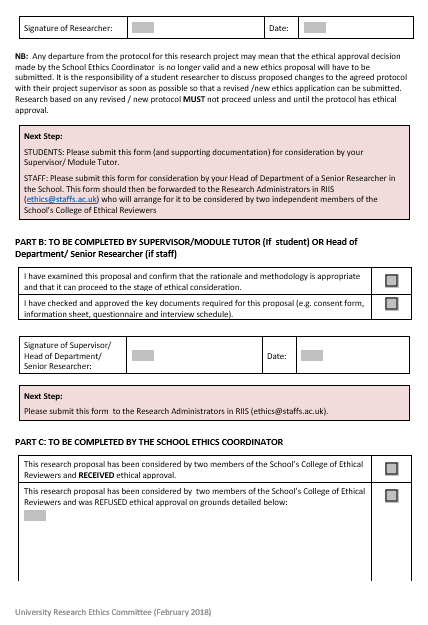 Signature of Researcher:
Date:
NB:  Any departure from the protocol for this research project may mean that the ethical approval decision
made by the School Ethics Coordinator  is no longer valid and a new ethics proposal will have to be
submitted. It is the responsibility of a student researcher to discuss proposed changes to the agreed protocol
with their project supervisor as soon as possible so that a revised /new ethics application can be submitted.
Research based on any revised / new protocol MUST not proceed unless and until the protocol has ethical
approval.
Next Step:
STUDENTS: Please submit this form (and supporting documentation) for consideration by your
Supervisor/ Module Tutor.
STAFF: Please submit this form for consideration by your Head of Department of a Senior Researcher in
the School. This form should then be forwarded to the Research Administrators in RIIS
(ethics@staffs.ac.uk) who will arrange for it to be considered by two independent members of the
School's College of Ethical Reviewers
PART B: TO BE COMPLETED BY SUPERVISOR/MODULE TUTOR (If  student) OR Head of
Department/ Senior Researcher (if staff)
I have examined this proposal and confirm that the rationale and methodology is appropriate
and that it can proceed to the stage of ethical consideration.
I have checked and approved the key documents required for this proposal (e.g. consent form,
information sheet, questionnaire and interview schedule).
Signature of Supervisor/
Head of Department/
Senior Researcher:
Date:
Next Step:
Please submit this form  to the Research Administrators in RIIS (ethics@staffs.ac.uk).
PART C: TO BE COMPLETED BY THE SCHOOL ETHICS COORDINATOR
This research proposal has been considered by two members of the School's College of Ethical
Reviewers and RECEIVED ethical approval.
This research proposal has been considered by  two members of the School's College of Ethical
Reviewers and was REFUSED ethical approval on grounds detailed below:
University Research Ethics Committee (February 2018)